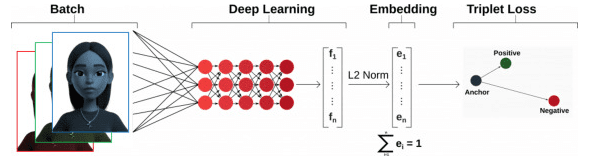 Batch
Deep Learning
Embedding
Triplet Loss
f₁
⋮
⋮
fₙ
L2 Norm
e₁
⋮
⋮
eₙ
∑ eᵢ = 1
Positive
Anchor
Negative